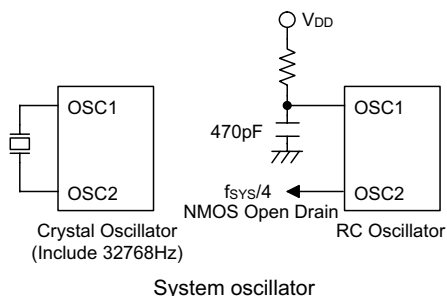 VDD
OSC1
OSC2
Crystal Oscillator
(Include 32768Hz)
470pF
OSC1
fSYS/4
NMOS Open Drain
OSC2
RC Oscillator
System oscillator